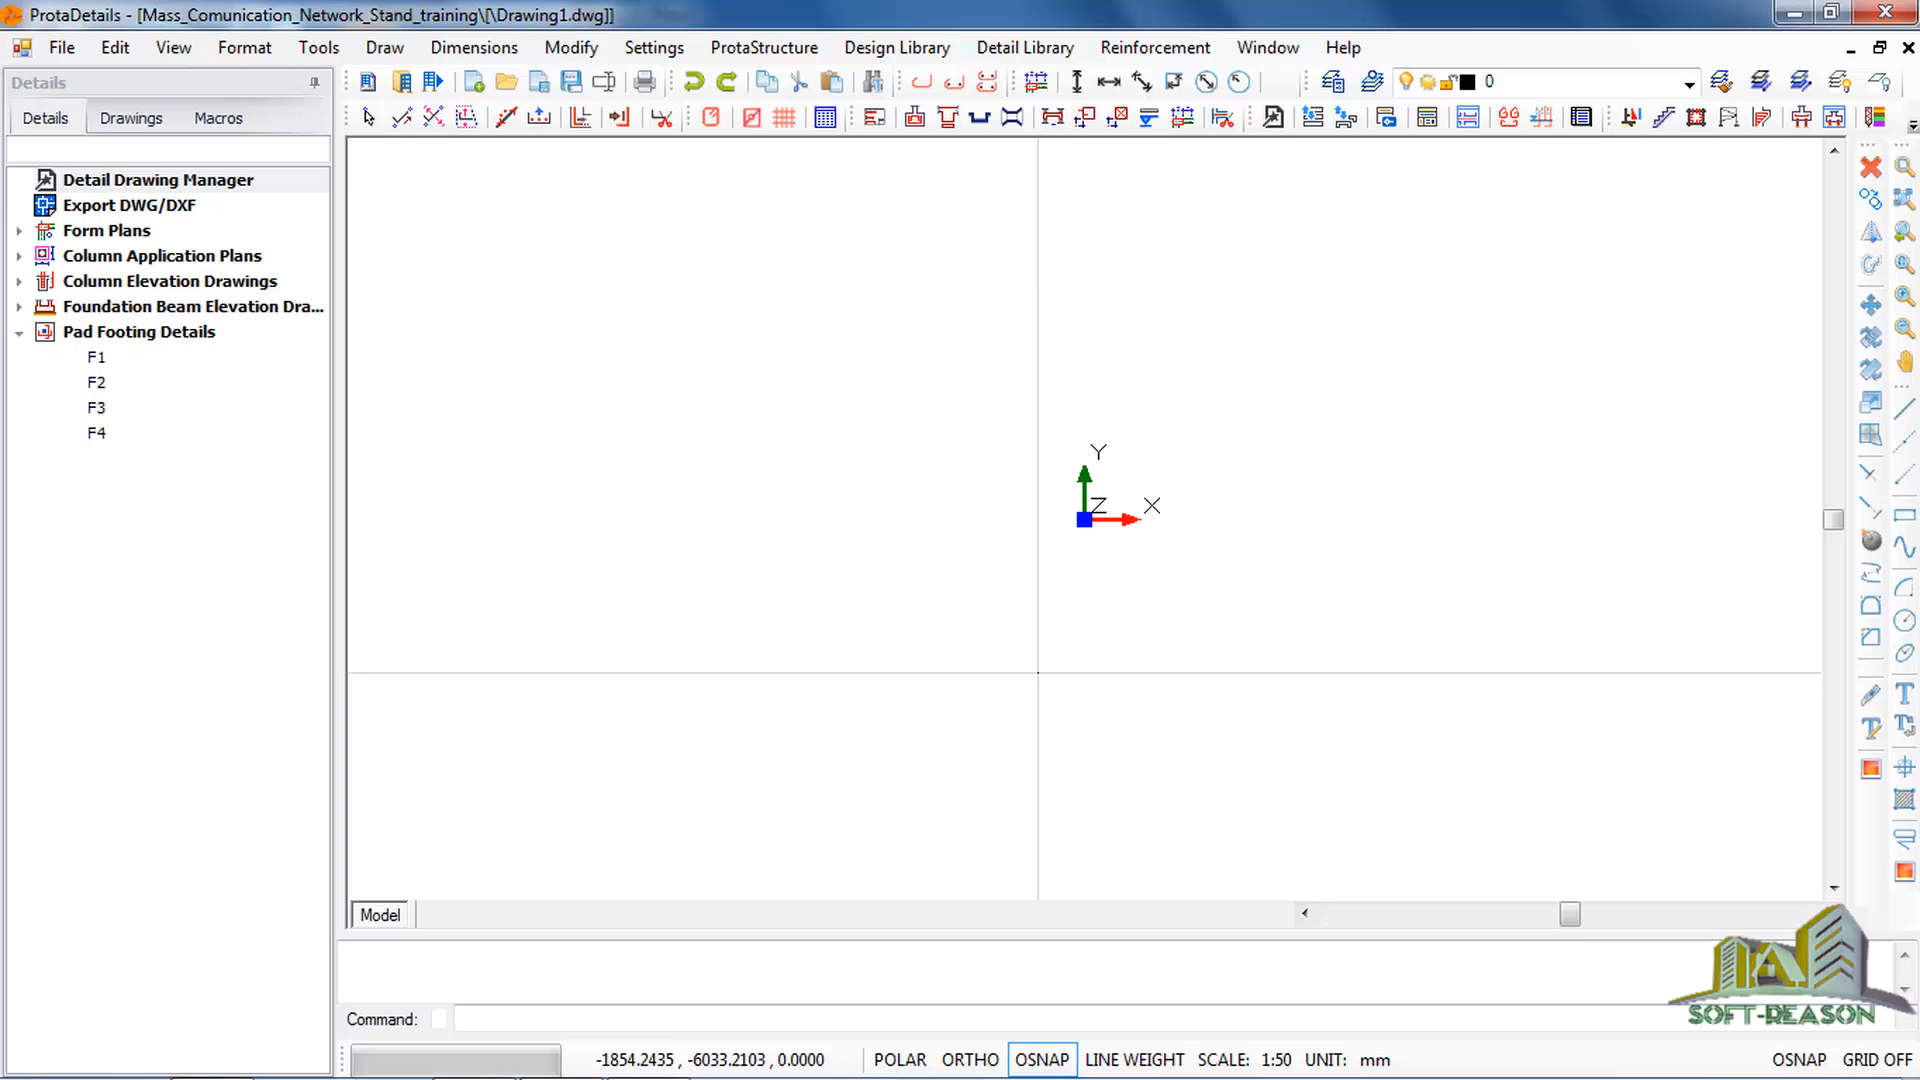 ProtaDetails - [Mass_Comunication_Network_Stand_training\[\Drawing1.dwg]]
File Edit View Format Tools Draw Dimensions Modify Settings ProtaStructure Design Library Detail Library Reinforcement Window Help
Details
0
Details Drawings Macros
Detail Drawing Manager
Export DWG/DXF
Form Plans
Column Application Plans
Column Elevation Drawings
Foundation Beam Elevation Dra...
Pad Footing Details
F1
F2
F3
F4
Y
Z X
Model
Command:
SOFT-REASON
-1854.2435 , -6033.2103 , 0.0000 POLAR ORTHO OSNAP LINE WEIGHT SCALE: 1:50 UNIT: mm OSNAP GRID OFF